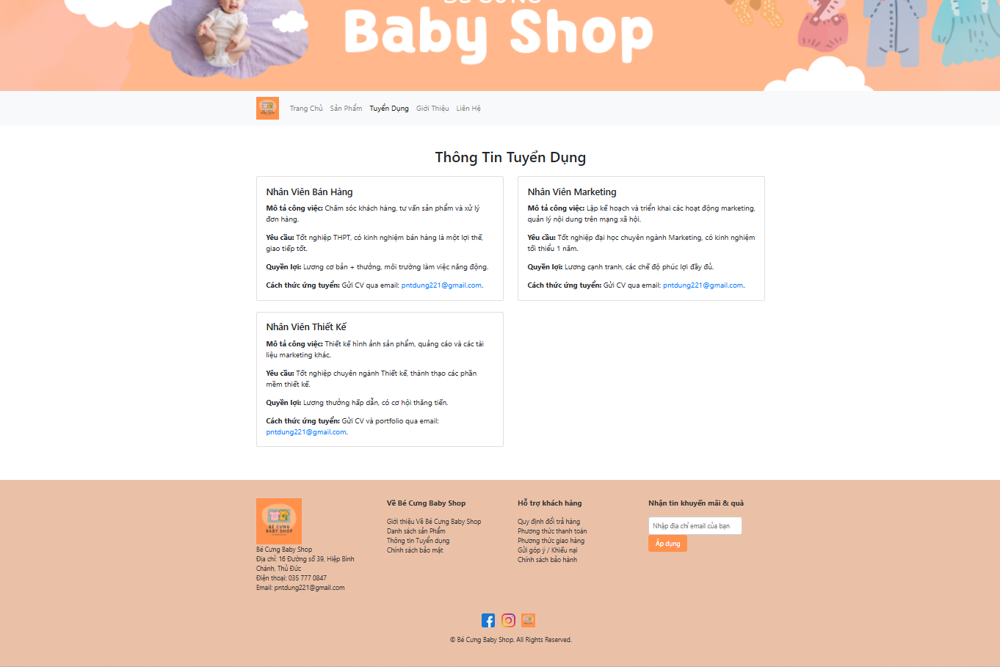 BÉ CƯNG
Baby Shop
BÉ CƯNG
BABY SHOP
Trang Chủ
Sản Phẩm
Tuyển Dụng
Giới Thiệu
Liên Hệ
Thông Tin Tuyển Dụng
Nhân Viên Bán Hàng
Mô tả công việc: Chăm sóc khách hàng, tư vấn sản phẩm và xử lý
đơn hàng.
Yêu cầu: Tốt nghiệp THPT, có kinh nghiệm bán hàng là một lợi thế,
giao tiếp tốt.
Quyền lợi: Lương cơ bản + thưởng, môi trường làm việc năng động.
Cách thức ứng tuyển: Gửi CV qua email: pntdung221@gmail.com.
Nhân Viên Marketing
Mô tả công việc: Lập kế hoạch và triển khai các hoạt động marketing,
quản lý nội dung trên mạng xã hội.
Yêu cầu: Tốt nghiệp đại học chuyên ngành Marketing, có kinh nghiệm
tối thiểu 1 năm.
Quyền lợi: Lương cạnh tranh, các chế độ phúc lợi đầy đủ.
Cách thức ứng tuyển: Gửi CV qua email: pntdung221@gmail.com.
Nhân Viên Thiết Kế
Mô tả công việc: Thiết kế hình ảnh sản phẩm, quảng cáo và các tài
liệu marketing khác.
Yêu cầu: Tốt nghiệp chuyên ngành Thiết kế, thành thạo các phần
mềm thiết kế.
Quyền lợi: Lương thưởng hấp dẫn, có cơ hội thăng tiến.
Cách thức ứng tuyển: Gửi CV và portfolio qua email:
pntdung221@gmail.com.
BÉ CƯNG
BABY SHOP
Bé Cưng Baby Shop
Địa chỉ: 16 Đường số 39, Hiệp Bình
Chánh, Thủ Đức
Điện thoại: 035 777 0847
Email: pntdung221@gmail.com
Về Bé Cưng Baby Shop
Giới thiệu Về Bé Cưng Baby Shop
Danh sách sản Phẩm
Thông tin Tuyển dụng
Chính sách bảo mật
Hỗ trợ khách hàng
Quy định đổi trả hàng
Phương thức thanh toán
Phương thức giao hàng
Gửi góp ý / Khiếu nại
Chính sách bảo hành
Nhận tin khuyến mãi & quà
Nhập địa chỉ email của bạn
Áp dụng
© Bé Cưng Baby Shop. All Rights Reserved.